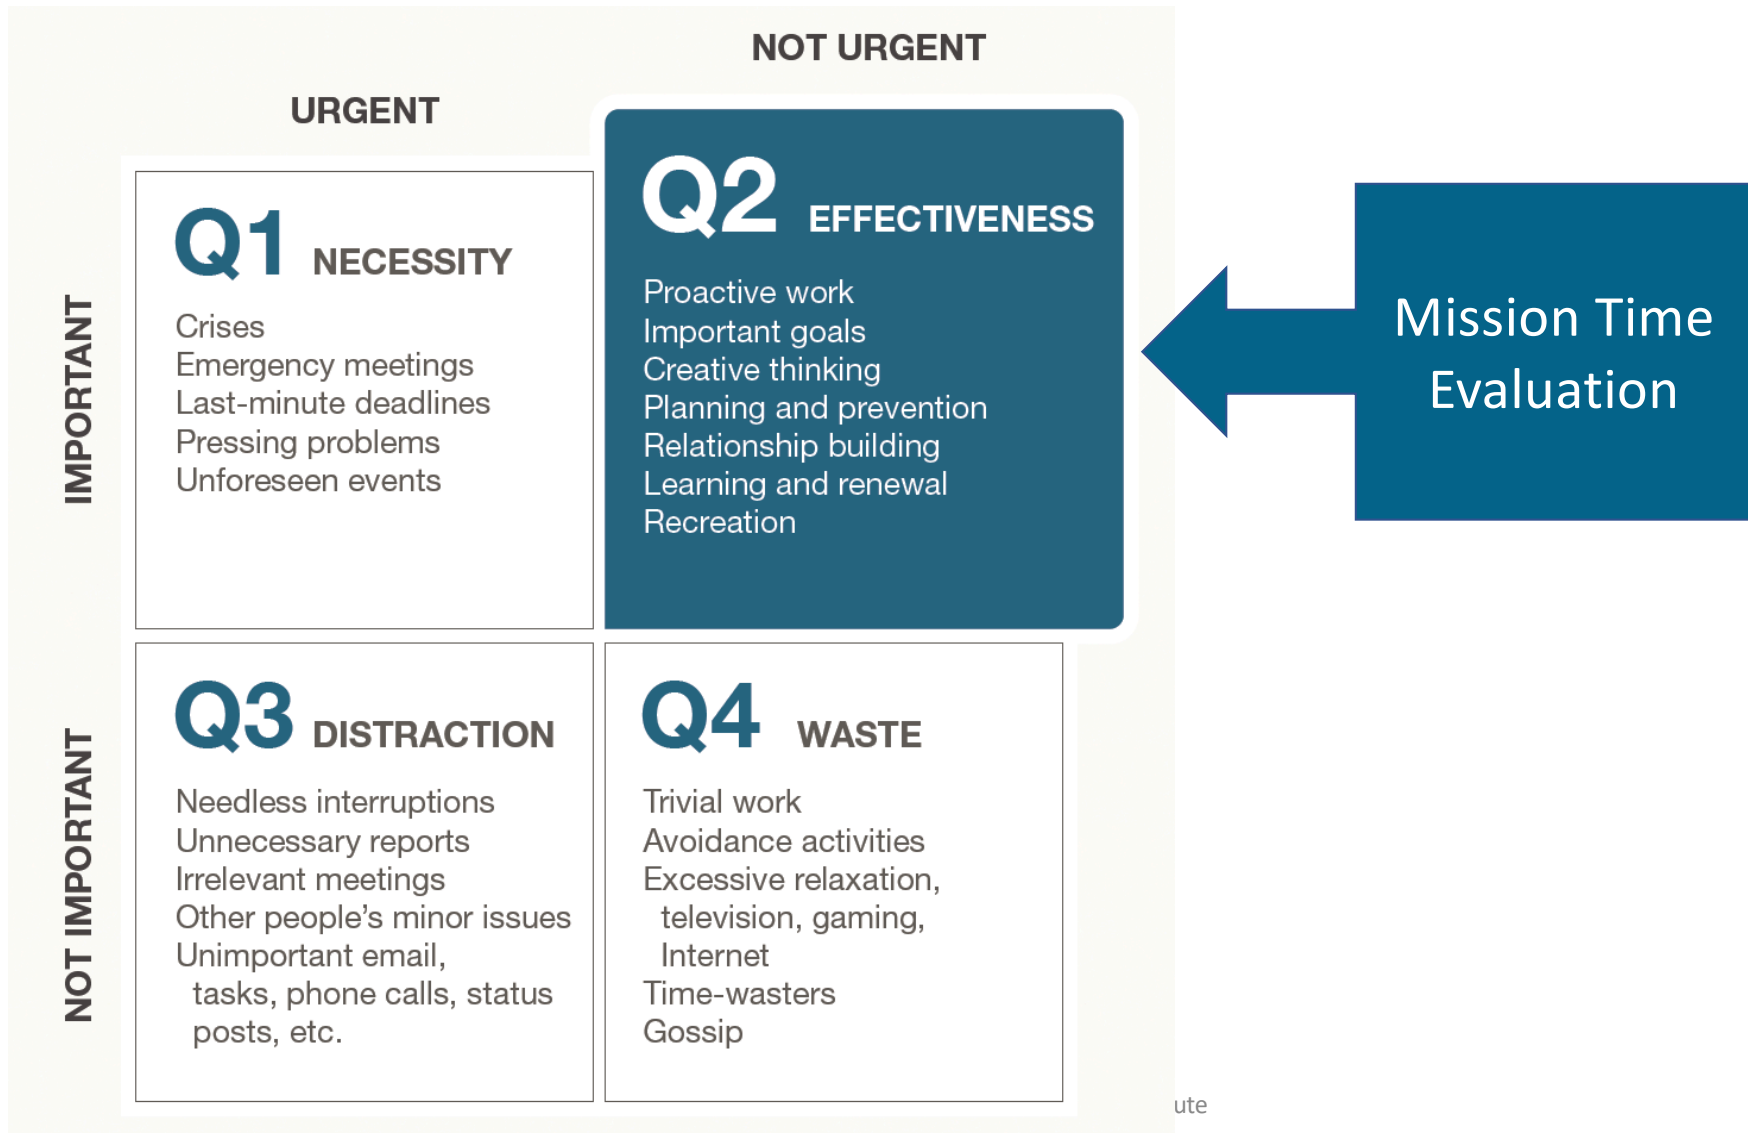 NOT URGENT
URGENT
Q1 NECESSITY
Crises
Emergency meetings
Last-minute deadlines
Pressing problems
Unforeseen events
Q2 EFFECTIVENESS
Proactive work
Important goals
Creative thinking
Planning and prevention
Relationship building
Learning and renewal
Recreation
Mission Time
Evaluation
IMPORTANT
Q3 DISTRACTION
Needless interruptions
Unnecessary reports
Irrelevant meetings
Other people’s minor issues
Unimportant email,
tasks, phone calls, status
posts, etc.
Q4 WASTE
Trivial work
Avoidance activities
Excessive relaxation,
television, gaming,
Internet
Time-wasters
Gossip
NOT IMPORTANT
ute